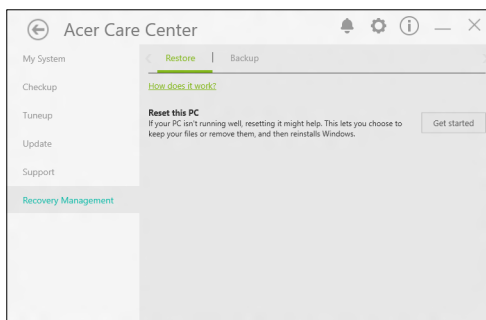 Acer Care Center
My System
Checkup
Tuneup
Update
Support
Recovery Management
Restore
Backup
How does it work?
Reset this PC
If your PC isn't running well, resetting it might help. This lets you choose to
keep your files or remove them, and then reinstalls Windows.
Get started